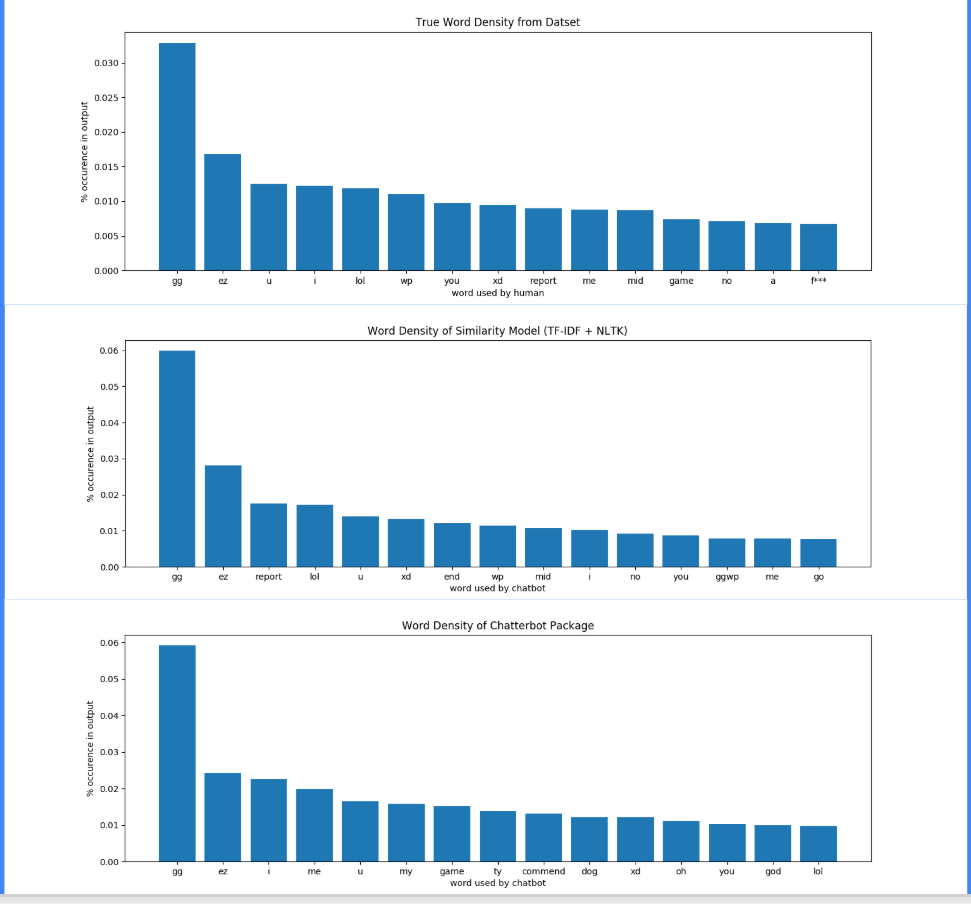 True Word Density from Datset
% occurence in output
0.030
0.025
0.020
0.015
0.010
0.005
0.000
gg ez u i lol wp you xd report me mid game no a f***
word used by human
Word Density of Similarity Model (TF-IDF + NLTK)
% occurence in output
0.06
0.05
0.04
0.03
0.02
0.01
0.00
gg ez report lol u xd end wp mid i no you ggwp me go
word used by chatbot
Word Density of Chatterbot Package
% occurence in output
0.06
0.05
0.04
0.03
0.02
0.01
0.00
gg ez i me u my game ty commend dog xd oh you god lol
word used by chatbot